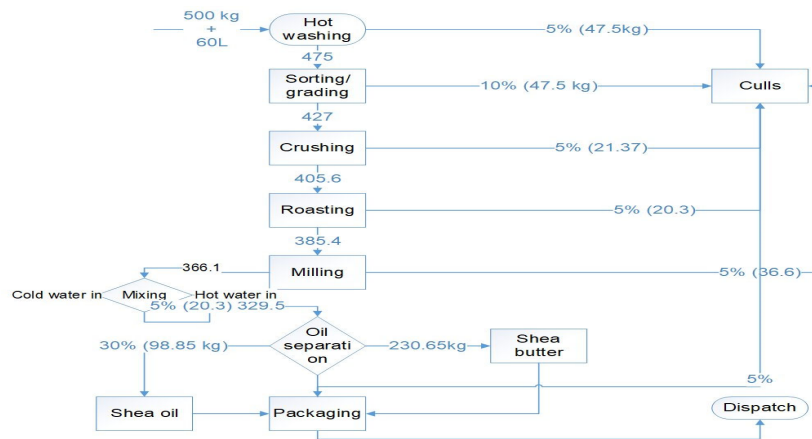 500 kg
+
60L
Hot
washing
5% (47.5kg)
475
Sorting/
grading
10% (47.5 kg)
Culls
427
Crushing
5% (21.37)
405.6
Roasting
5% (20.3)
385.4
Milling
5% (36.6)
366.1
Cold water in
Mixing
Hot water in
5% (20.3) 329.5
Oil
separati
on
30% (98.85 kg)
230.65kg
Shea
butter
5%
Shea oil
Packaging
Dispatch